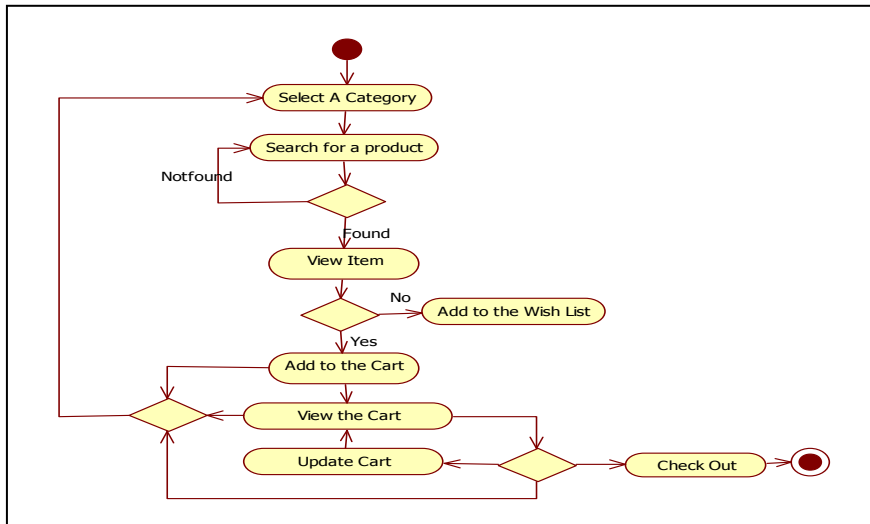 Select A Category
Search for a product
Notfound
Found
View Item
No
Add to the Wish List
Yes
Add to the Cart
View the Cart
Update Cart
Check Out